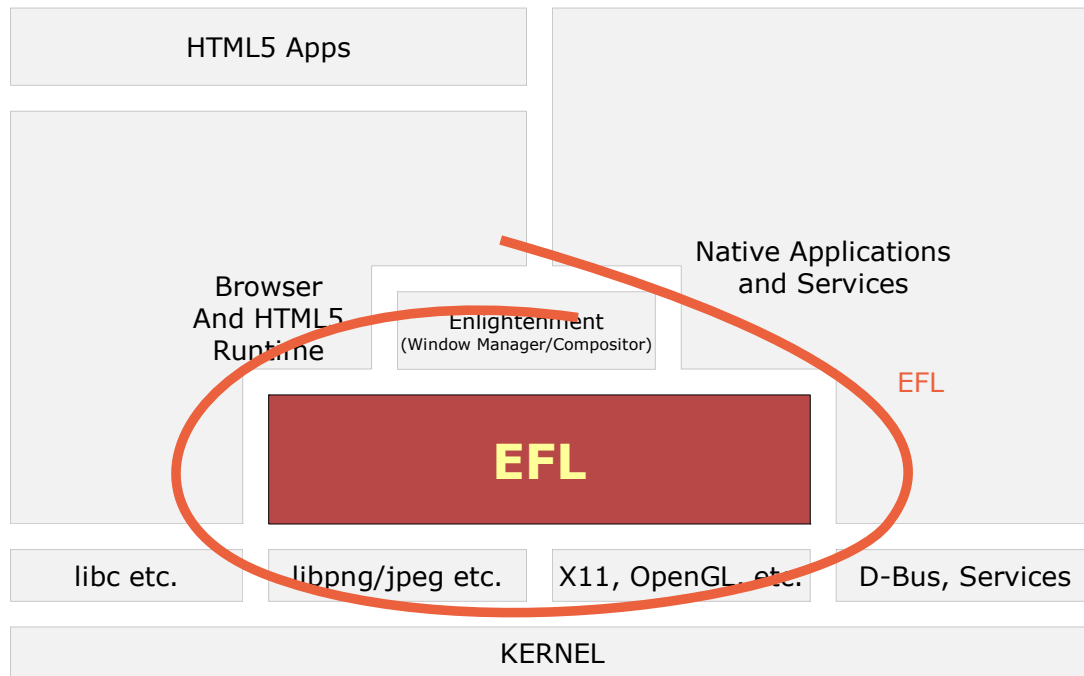 HTML5 Apps
Native Applications
and Services
Browser
And HTML5
Runtime
Enlightenment
(Window Manager/Compositor)
EFL
EFL
libc etc.
libpng/jpeg etc.
X11, OpenGL, etc.
D-Bus, Services
KERNEL